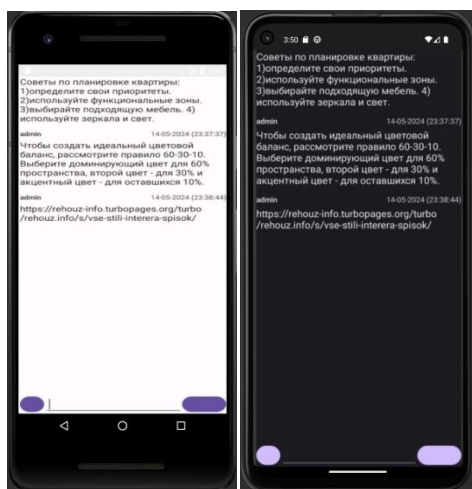 Советы по планировке квартиры:
1)определите свои приоритеты.
2)используйте функциональные зоны.
3)выбирайте подходящую мебель. 4)
используйте зеркала и свет.
admin 14-05-2024 (23:37:37)
Чтобы создать идеальный цветовой
баланс, рассмотрите правило 60-30-10.
Выберите доминирующий цвет для 60%
пространства, второй цвет - для 30% и
акцентный цвет - для оставшихся 10%.
admin 14-05-2024 (23:38:44)
https://rehouz-info.turbopages.org/turbo
/rehouz.info/s/vse-stili-interera-spisok/
3:50
Советы по планировке квартиры:
1)определите свои приоритеты.
2)используйте функциональные зоны.
3)выбирайте подходящую мебель. 4)
используйте зеркала и свет.
admin 14-05-2024 (23:37:37)
Чтобы создать идеальный цветовой
баланс, рассмотрите правило 60-30-10.
Выберите доминирующий цвет для 60%
пространства, второй цвет - для 30% и
акцентный цвет - для оставшихся 10%.
admin 14-05-2024 (23:38:44)
https://rehouz-info.turbopages.org/turbo
/rehouz.info/s/vse-stili-interera-spisok/